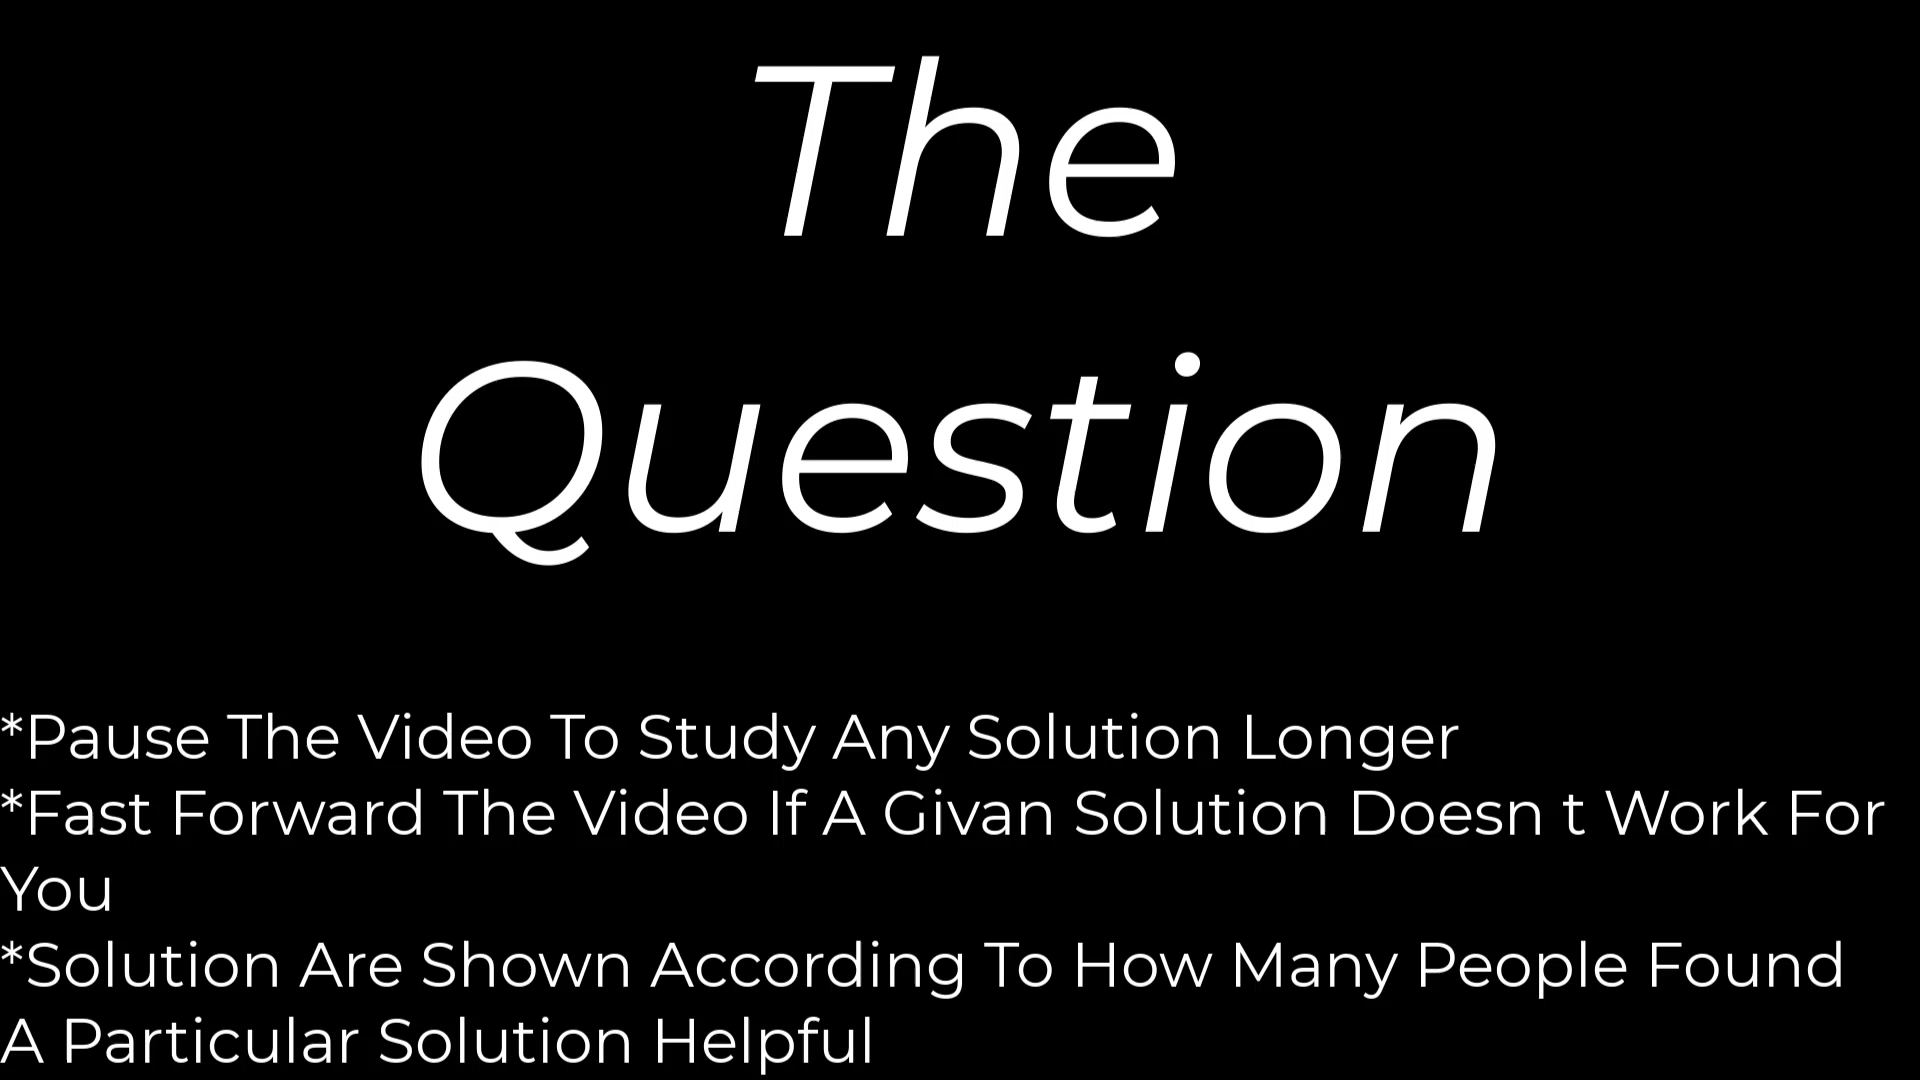 The
Question
*Pause The Video To Study Any Solution Longer
*Fast Forward The Video If A Givan Solution Doesn t Work For
You
*Solution Are Shown According To How Many People Found
A Particular Solution Helpful